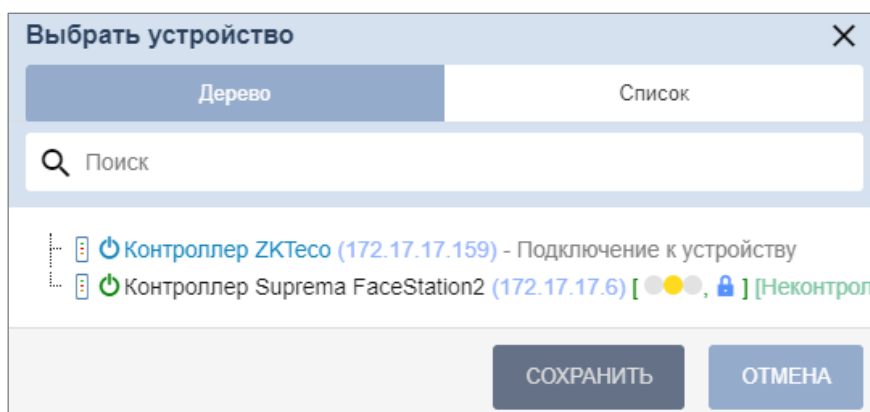 Выбрать устройство
Дерево Список
Поиск
Контроллер ZKTeco (172.17.17.159) - Подключение к устройству
Контроллер Suprema FaceStation2 (172.17.17.6) [ , ] [Неконтрол
СОХРАНИТЬ ОТМЕНА